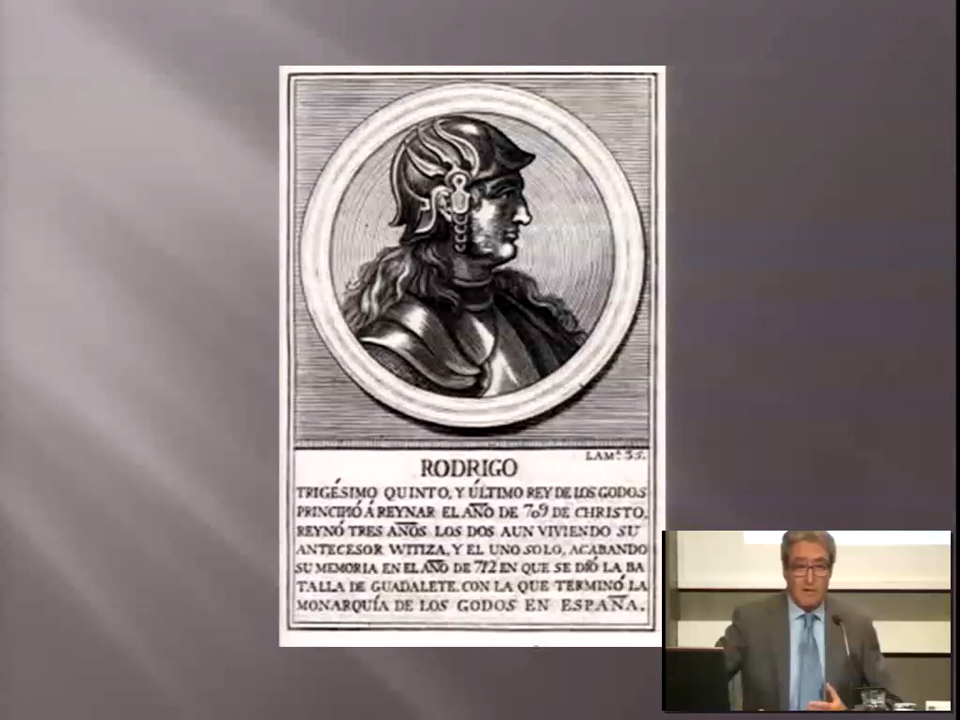 LAM.ª 35.
RODRIGO
TRIGÉSIMO QUINTO, Y ÚLTIMO REY DE LOS GODOS
PRINCIPIÓ Á REYNAR EL AÑO DE 709 DE CHRISTO,
REYNÓ TRES AÑOS LOS DOS AUN VIVIENDO SU
ANTECESOR WITIZA, Y EL UNO SOLO, ACABANDO
SU MEMORIA EN EL AÑO DE 712 EN QUE SE DIÓ LA BA
TALLA DE GUADALETE, CON LA QUE TERMINÓ LA
MONARQUÍA DE LOS GODOS EN ESPAÑA.